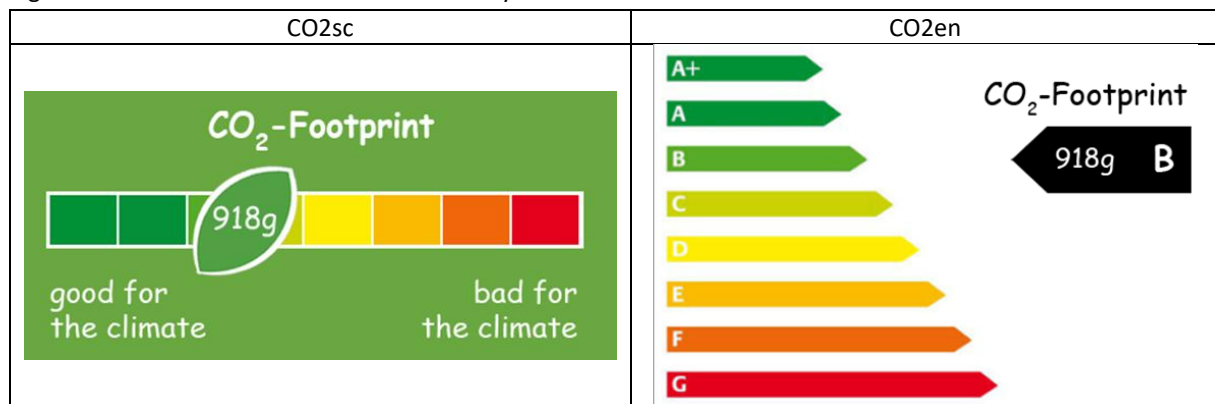 CO2sc
CO2en
CO₂-Footprint
918g
good for
the climate
bad for
the climate
A+
A
B
C
D
E
F
G
CO₂-Footprint
918g B